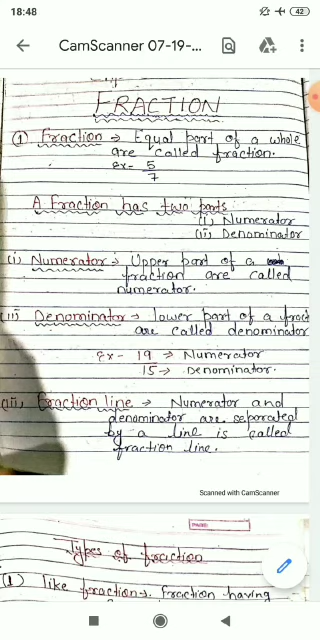 18:48
42
CamScanner 07-19-...
FRACTION
(1) Fraction → Equal part of a whole
are called fraction.
Ex- 5
7
A Fraction has two parts
(i) Numerator
(ii) Denominator
(i) Numerator → Upper part of a
fraction are called
numerator.
(ii) Denominator → lower part of a fract
are called denominator
Ex - 19 → Numerator
15 → Denominator.
(iii) Fraction line → Numerator and
denominator are separated
by a line is called
fraction line.
Scanned with CamScanner
PAGE:
Types of fraction
(1) like fraction →. Fraction having